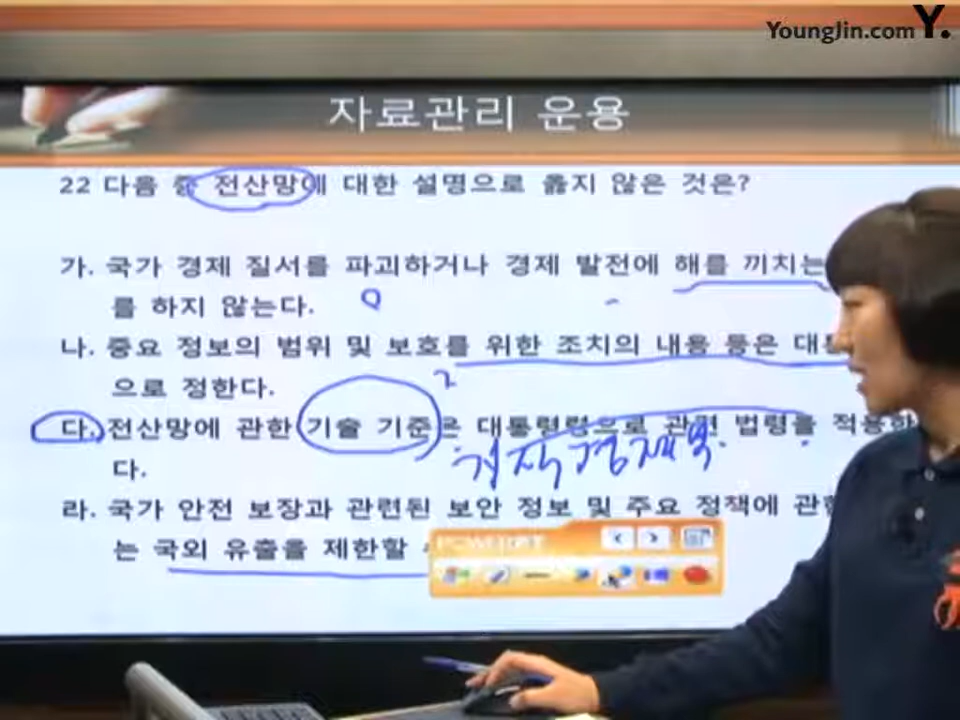 YoungJin.com Y.
자료관리 운용
22 다음 중 전산망에 대한 설명으로 옳지 않은 것은?
가. 국가 경제 질서를 파괴하거나 경제 발전에 해를 끼치는
를 하지 않는다.
나. 중요 정보의 범위 및 보호를 위한 조치의 내용 등은 대통
으로 정한다.
다. 전산망에 관한 기술 기준은 대통령령으로 관련 법령을 적용한
다.
라. 국가 안전 보장과 관련된 보안 정보 및 주요 정책에 관한
는 국외 유출을 제한할